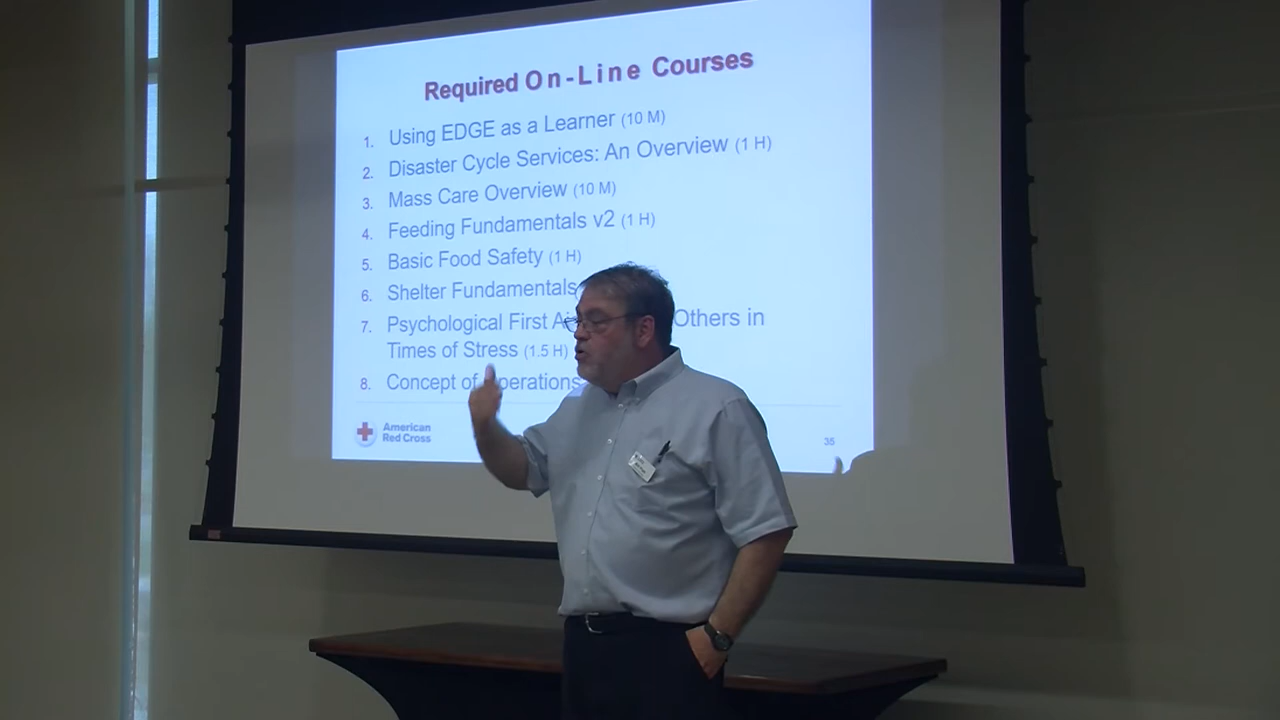 Required On-Line Courses
1. Using EDGE as a Learner (10 M)
2. Disaster Cycle Services: An Overview (1 H)
3. Mass Care Overview (10 M)
4. Feeding Fundamentals v2 (1 H)
5. Basic Food Safety (1 H)
6. Shelter Fundamentals
7. Psychological First Others in
Times of Stress (1.5 H)
8. Concept of
American
Red Cross
35